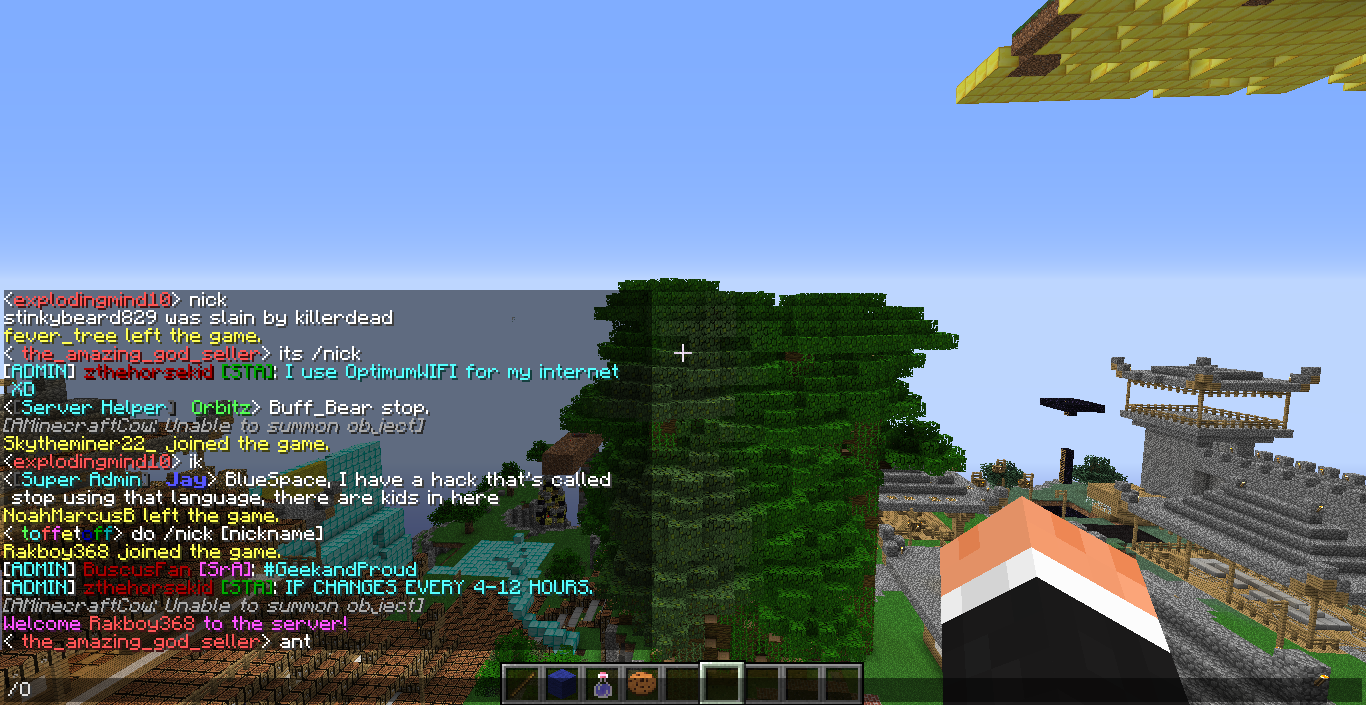 <explodingmind10> nick
stinkybeard829 was slain by killerdead
fever_tree left the game.
< the_amazing_god_seller> its /nick
[ADMIN] zthehorsekid [STA]: I use OptimumWIFI for my internet
XD
<[Server Helper] Orbitz> Buff_Bear stop.
[AMinecraftCow: Unable to summon object]
Skytheminer22_ joined the game.
<explodingmind10> ik
<[Super Admin] Jay> BlueSpace, I have a hack that's called
stop using that language, there are kids in here
NoahMarcusB left the game.
< toffetoff> do /nick [nickname]
Rakboy368 joined the game.
[ADMIN] BuscusFan [SrA]: #GeekandProud
[ADMIN] zthehorsekid [STA]: IP CHANGES EVERY 4-12 HOURS.
[AMinecraftCow: Unable to summon object]
Welcome Rakboy368 to the server!
< the_amazing_god_seller> ant
/0